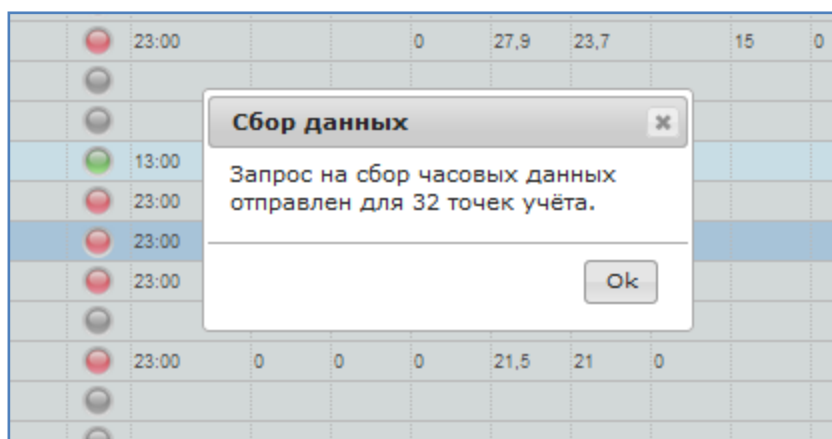 23:00 0 27,9 23,7 15 0
Сбор данных
13:00
Запрос на сбор часовых данных
23:00
отправлен для 32 точек учёта.
23:00
23:00
Ok
23:00 0 0 0 21,5 21 0